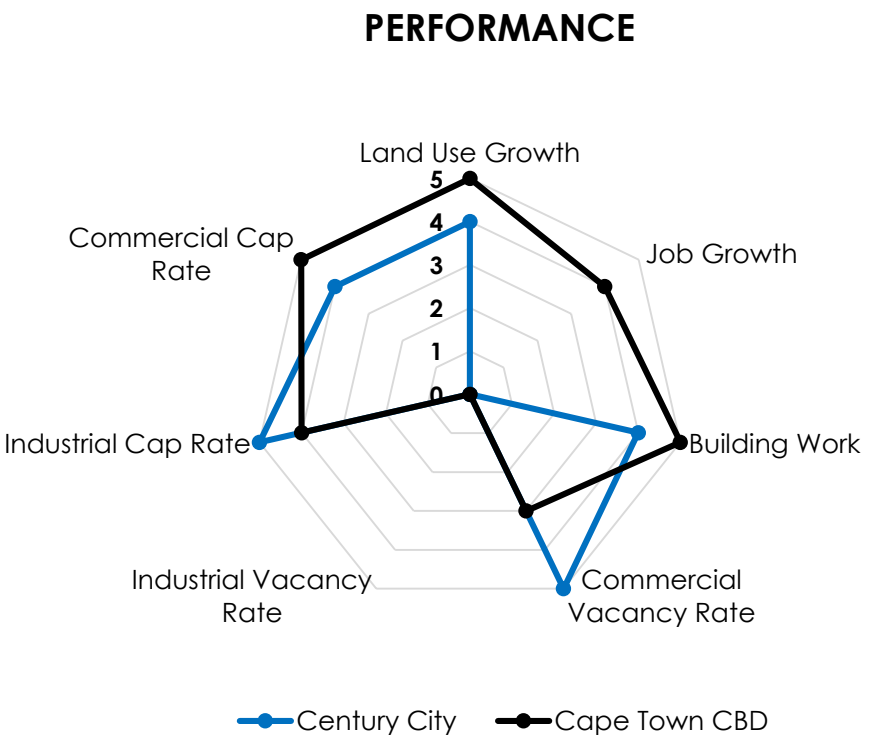 PERFORMANCE
Land Use Growth
5
4
3
2
1
0
Job Growth
Building Work
Commercial
Vacancy Rate
Industrial Vacancy
Rate
Industrial Cap Rate
Commercial Cap
Rate
Century City
Cape Town CBD